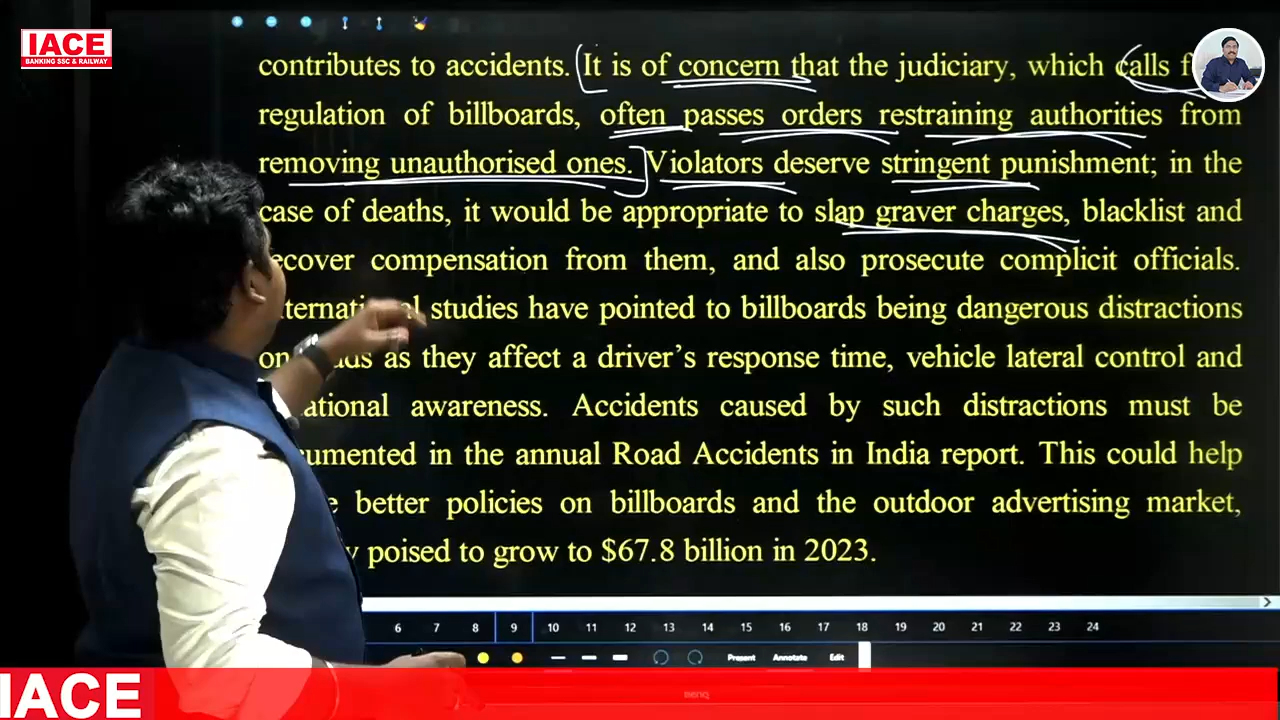 IACE
BANKING SSC & RAILWAY
contributes to accidents. It is of concern that the judiciary, which calls
regulation of billboards, often passes orders restraining authorities from
removing unauthorised ones. Violators deserve stringent punishment; in the
case of deaths, it would be appropriate to slap graver charges, blacklist and
compensation from them, and also prosecute complicit officials.
studies have pointed to billboards being dangerous distractions
as they affect a driver's response time, vehicle lateral control and
awareness. Accidents caused by such distractions must be
in the annual Road Accidents in India report. This could help
better policies on billboards and the outdoor advertising market,
poised to grow to $67.8 billion in 2023.
6 7 8 9 10 11 12 13 14 15 16 17 18 19 20 21 22 23 24
Present Annotate Edit
BenQ
IACE